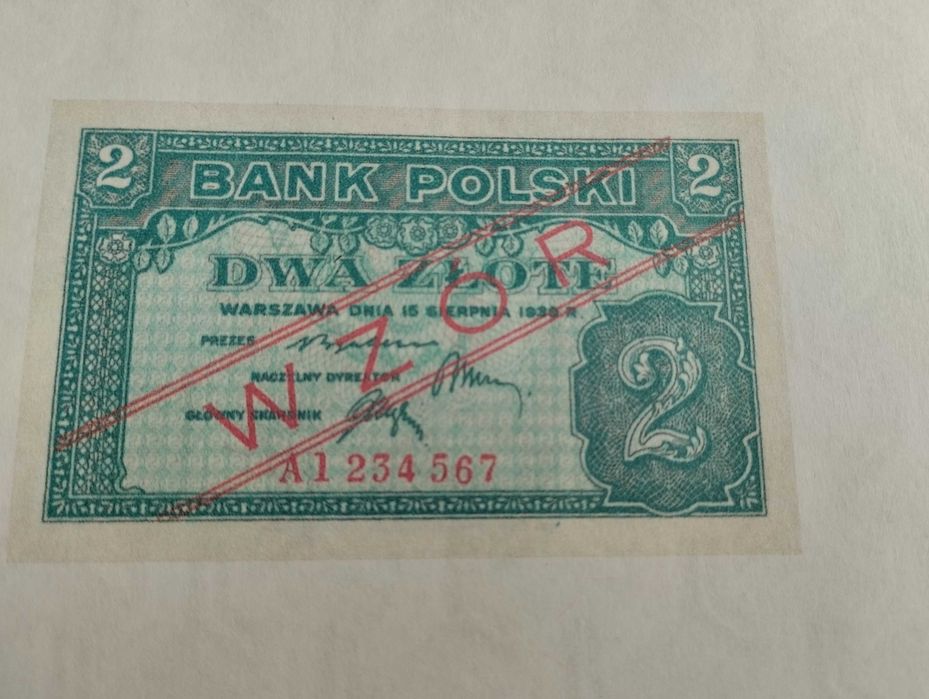 2 BANK POLSKI 2
DWA ZŁOTE
WARSZAWA DNIA 15 SIERPNIA 1939 R.
PREZES
NACZELNY DYREKTOR
GŁÓWNY SKARBNIK
WZÓR
2
A1 234 567